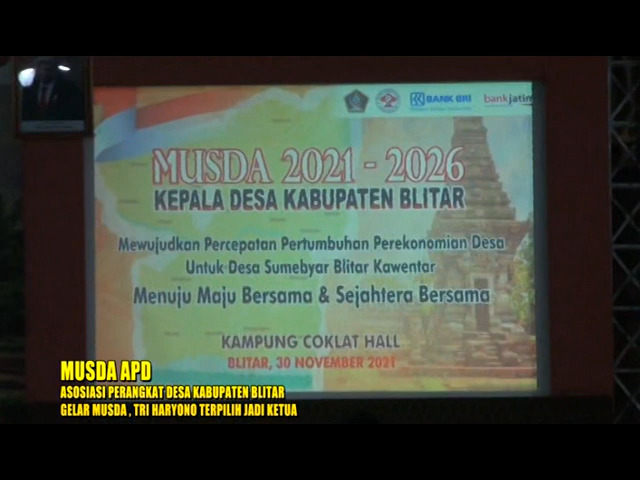 BANK BRI
bankjatim
MUSDA 2021 - 2026
KEPALA DESA KABUPATEN BLITAR
Mewujudkan Percepatan Pertumbuhan Perekonomian Desa
Untuk Desa Sumebyar Blitar Kawentar
Menuju Maju Bersama & Sejahtera Bersama
KAMPUNG COKLAT HALL
BLITAR, 30 NOVEMBER 2021
MUSDA APD
ASOSIASI PERANGKAT DESA KABUPATEN BLITAR
GELAR MUSDA , TRI HARYONO TERPILIH JADI KETUA